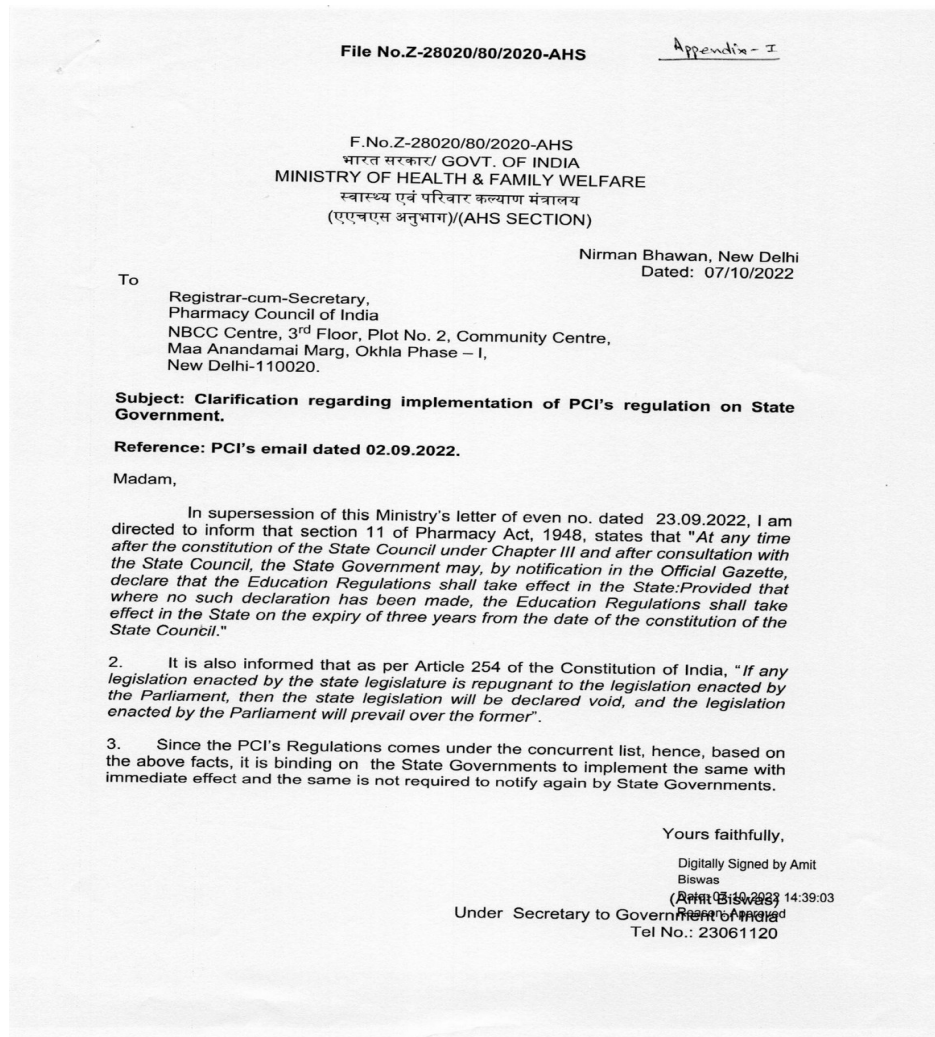 File No.Z-28020/80/2020-AHS
Appendix - I
F.No.Z-28020/80/2020-AHS
भारत सरकार/ GOVT. OF INDIA
MINISTRY OF HEALTH & FAMILY WELFARE
स्वास्थ्य एवं परिवार कल्याण मंत्रालय
(एएचएस अनुभाग)/(AHS SECTION)
Nirman Bhawan, New Delhi
Dated: 07/10/2022
To
Registrar-cum-Secretary,
Pharmacy Council of India
NBCC Centre, 3rd Floor, Plot No. 2, Community Centre,
Maa Anandamai Marg, Okhla Phase – I,
New Delhi-110020.
Subject: Clarification regarding implementation of PCI's regulation on State
Government.
Reference: PCI's email dated 02.09.2022.
Madam,
In supersession of this Ministry's letter of even no. dated 23.09.2022, I am
directed to inform that section 11 of Pharmacy Act, 1948, states that "At any time
after the constitution of the State Council under Chapter III and after consultation with
the State Council, the State Government may, by notification in the Official Gazette,
declare that the Education Regulations shall take effect in the State:Provided that
where no such declaration has been made, the Education Regulations shall take
effect in the State on the expiry of three years from the date of the constitution of the
State Council."
2. It is also informed that as per Article 254 of the Constitution of India, "If any
legislation enacted by the state legislature is repugnant to the legislation enacted by
the Parliament, then the state legislation will be declared void, and the legislation
enacted by the Parliament will prevail over the former".
3. Since the PCI's Regulations comes under the concurrent list, hence, based on
the above facts, it is binding on the State Governments to implement the same with
immediate effect and the same is not required to notify again by State Governments.
Yours faithfully,
Digitally Signed by Amit
Biswas
(Amit Biswas)
Date: 07-10-2022 14:39:03
Under Secretary to Government of India
Reason: Approved
Tel No.: 23061120